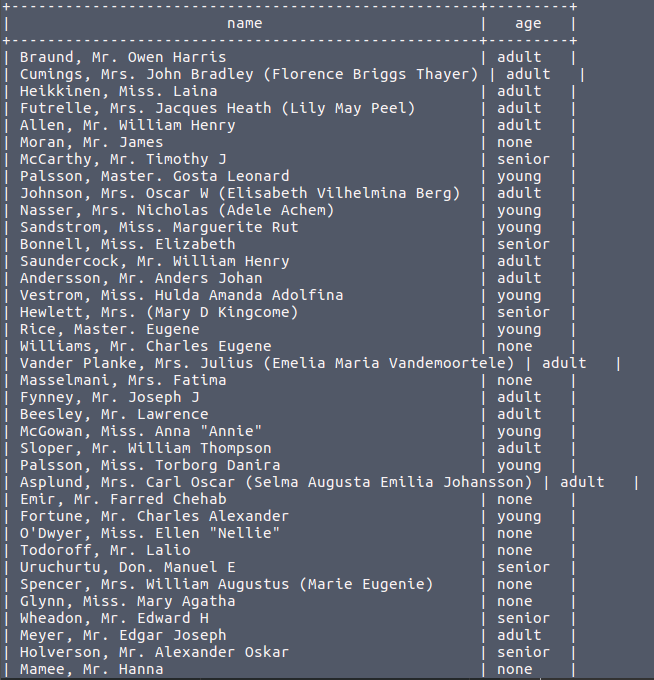 +----------------------------------------------------+---------+
|                        name                        |   age   |
+----------------------------------------------------+---------+
| Braund, Mr. Owen Harris                            | adult   |
| Cumings, Mrs. John Bradley (Florence Briggs Thayer) | adult   |
| Heikkinen, Miss. Laina                             | adult   |
| Futrelle, Mrs. Jacques Heath (Lily May Peel)       | adult   |
| Allen, Mr. William Henry                           | adult   |
| Moran, Mr. James                                   | none    |
| McCarthy, Mr. Timothy J                            | senior  |
| Palsson, Master. Gosta Leonard                     | young   |
| Johnson, Mrs. Oscar W (Elisabeth Vilhelmina Berg)  | adult   |
| Nasser, Mrs. Nicholas (Adele Achem)                | young   |
| Sandstrom, Miss. Marguerite Rut                    | young   |
| Bonnell, Miss. Elizabeth                           | senior  |
| Saundercock, Mr. William Henry                     | adult   |
| Andersson, Mr. Anders Johan                        | adult   |
| Vestrom, Miss. Hulda Amanda Adolfina               | young   |
| Hewlett, Mrs. (Mary D Kingcome)                    | senior  |
| Rice, Master. Eugene                               | young   |
| Williams, Mr. Charles Eugene                       | none    |
| Vander Planke, Mrs. Julius (Emelia Maria Vandemoortele) | adult   |
| Masselmani, Mrs. Fatima                            | none    |
| Fynney, Mr. Joseph J                               | adult   |
| Beesley, Mr. Lawrence                              | adult   |
| McGowan, Miss. Anna "Annie"                        | young   |
| Sloper, Mr. William Thompson                       | adult   |
| Palsson, Miss. Torborg Danira                      | young   |
| Asplund, Mrs. Carl Oscar (Selma Augusta Emilia Johansson) | adult   |
| Emir, Mr. Farred Chehab                            | none    |
| Fortune, Mr. Charles Alexander                     | young   |
| O'Dwyer, Miss. Ellen "Nellie"                      | none    |
| Todoroff, Mr. Lalio                                | none    |
| Uruchurtu, Don. Manuel E                           | senior  |
| Spencer, Mrs. William Augustus (Marie Eugenie)     | none    |
| Glynn, Miss. Mary Agatha                           | none    |
| Wheadon, Mr. Edward H                              | senior  |
| Meyer, Mr. Edgar Joseph                            | adult   |
| Holverson, Mr. Alexander Oskar                     | senior  |
| Mamee, Mr. Hanna                                   | none    |